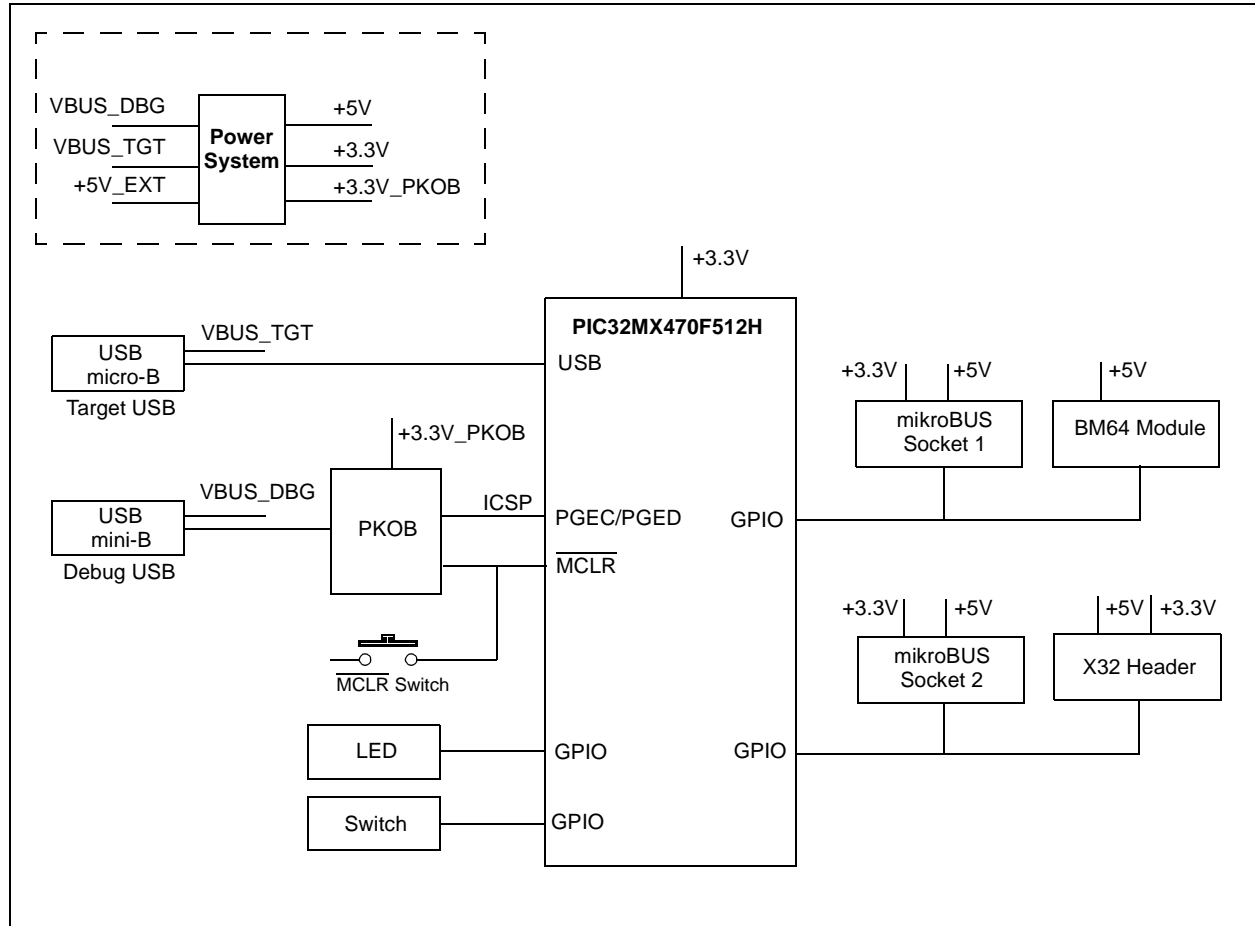 VBUS_DBG
VBUS_TGT
+5V_EXT
Power
System
+5V
+3.3V
+3.3V_PKOB
+3.3V
PIC32MX470F512H
USB
micro-B
Target USB
VBUS_TGT
USB
+3.3V_PKOB
USB
mini-B
Debug USB
VBUS_DBG
PKOB
ICSP
PGEC/PGED
MCLR
MCLR Switch
LED
GPIO
Switch
GPIO
GPIO
+3.3V
+5V
mikroBUS
Socket 1
+5V
BM64 Module
GPIO
+3.3V
+5V
mikroBUS
Socket 2
+5V
+3.3V
X32 Header